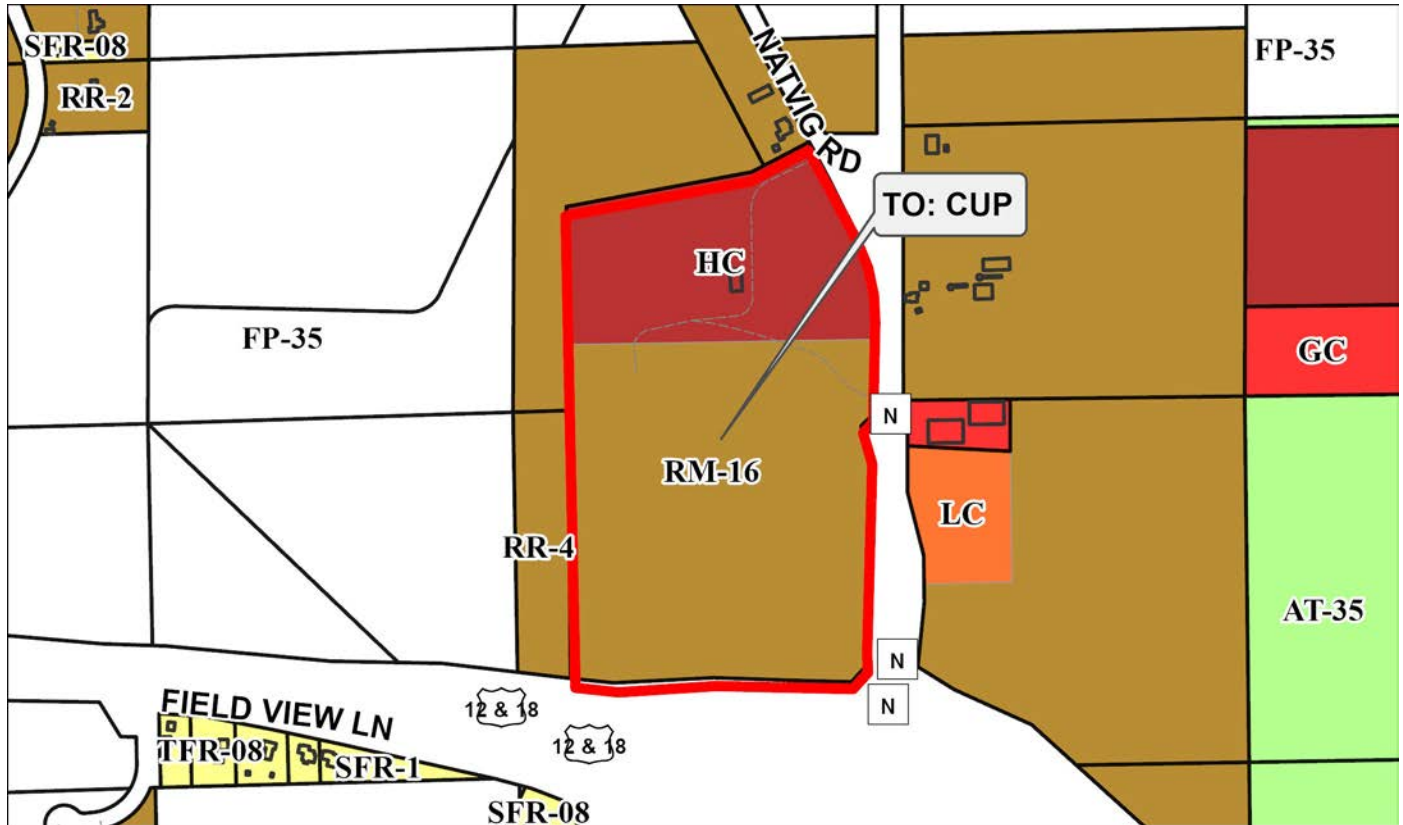 SFR-08
RR-2
NATVIG RD
FP-35
TO: CUP
HC
FP-35
GC
N
RM-16
LC
RR-4
AT-35
N
N
FIELD VIEW LN
12 & 18
12 & 18
TFR-08
SFR-1
SFR-08